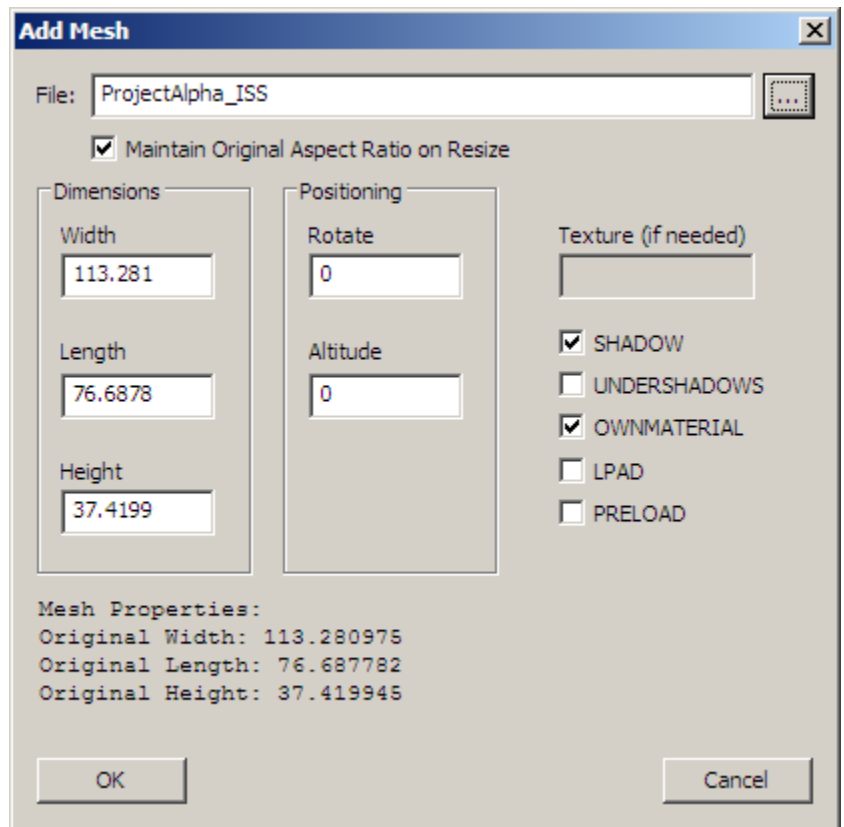 Add Mesh
File: ProjectAlpha_ISS ...
Maintain Original Aspect Ratio on Resize
Dimensions
Width
113.281
Length
76.6878
Height
37.4199
Positioning
Rotate
0
Altitude
0
Texture (if needed)
SHADOW
UNDERSHADOWS
OWNMATERIAL
LPAD
PRELOAD
Mesh Properties:
Original Width: 113.280975
Original Length: 76.687782
Original Height: 37.419945
OK
Cancel